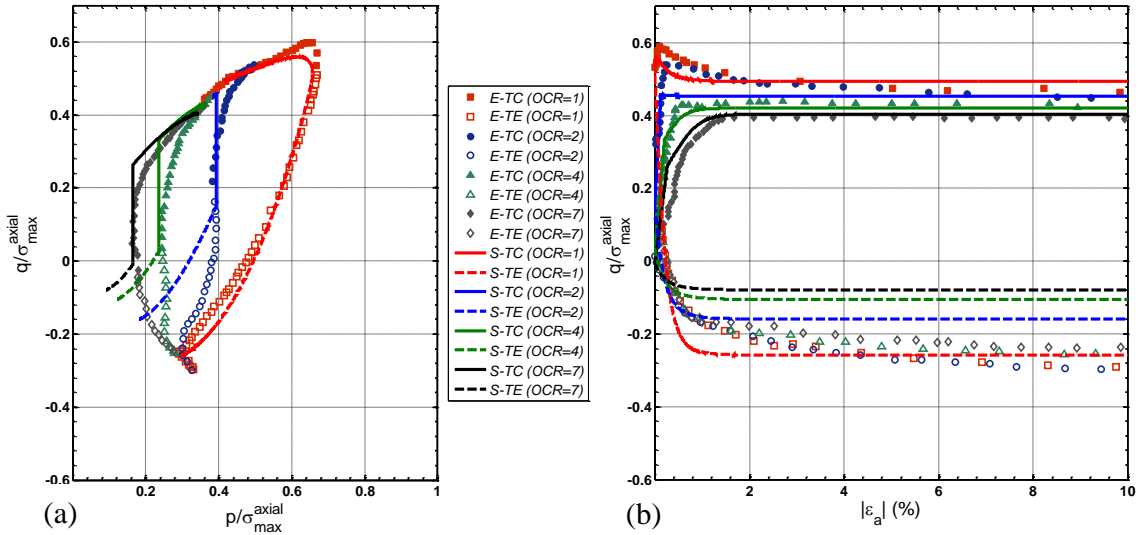 0.6
0.4
0.2
0
-0.2
-0.4
-0.6
0.2
0.4
0.6
0.8
1
q/σ_max^axial
p/σ_max^axial
(a)
E-TC (OCR=1)
E-TE (OCR=1)
E-TC (OCR=2)
E-TE (OCR=2)
E-TC (OCR=4)
E-TE (OCR=4)
E-TC (OCR=7)
E-TE (OCR=7)
S-TC (OCR=1)
S-TE (OCR=1)
S-TC (OCR=2)
S-TE (OCR=2)
S-TC (OCR=4)
S-TE (OCR=4)
S-TC (OCR=7)
S-TE (OCR=7)
0.6
0.4
0.2
0
-0.2
-0.4
-0.6
2
4
6
8
10
q/σ_max^axial
|ε_a| (%)
(b)